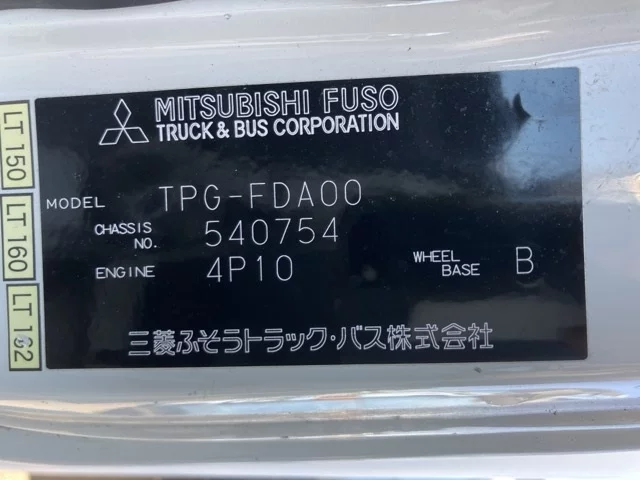 MITSUBISHI FUSO
TRUCK & BUS CORPORATION
MODEL TPG-FDA00
CHASSIS NO. 540754
ENGINE 4P10
WHEEL BASE B
三菱ふそうトラック・バス株式会社
LT 150
LT 160
LT 162